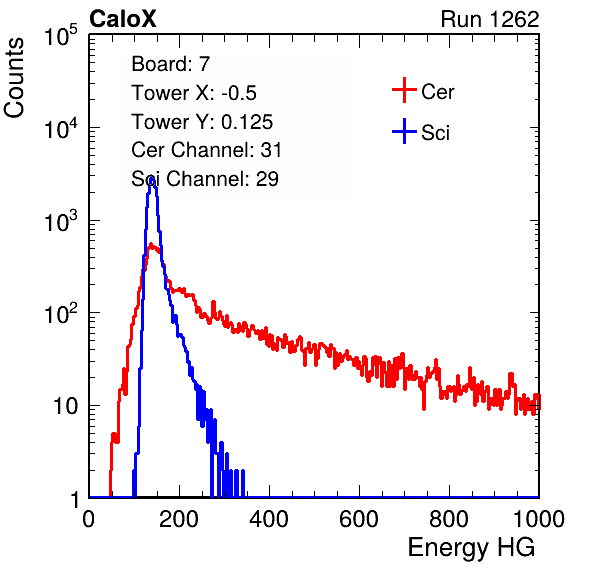 CaloX Run 1262
Counts
Board: 7
Tower X: -0.5
Tower Y: 0.125
Cer Channel: 31
Sci Channel: 29
Cer
Sci
10^5
10^4
10^3
10^2
10
1
0 200 400 600 800 1000
Energy HG